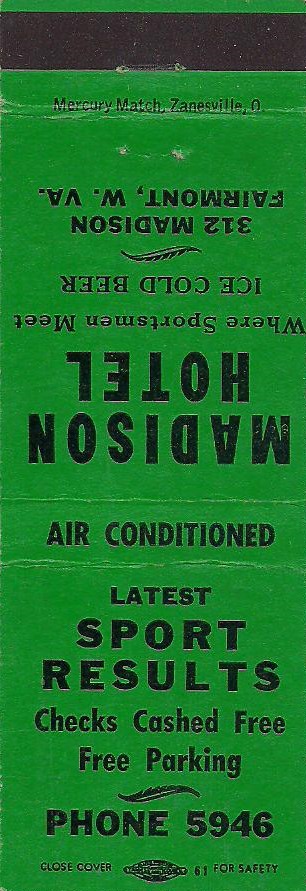 Mercury Match, Zanesville, O
MADISON
HOTEL
Where Sportsmen Meet
ICE COLD BEER
312 MADISON
FAIRMONT, W. VA.
AIR CONDITIONED
LATEST
SPORT
RESULTS
Checks Cashed Free
Free Parking
PHONE 5946
CLOSE COVER 61 FOR SAFETY